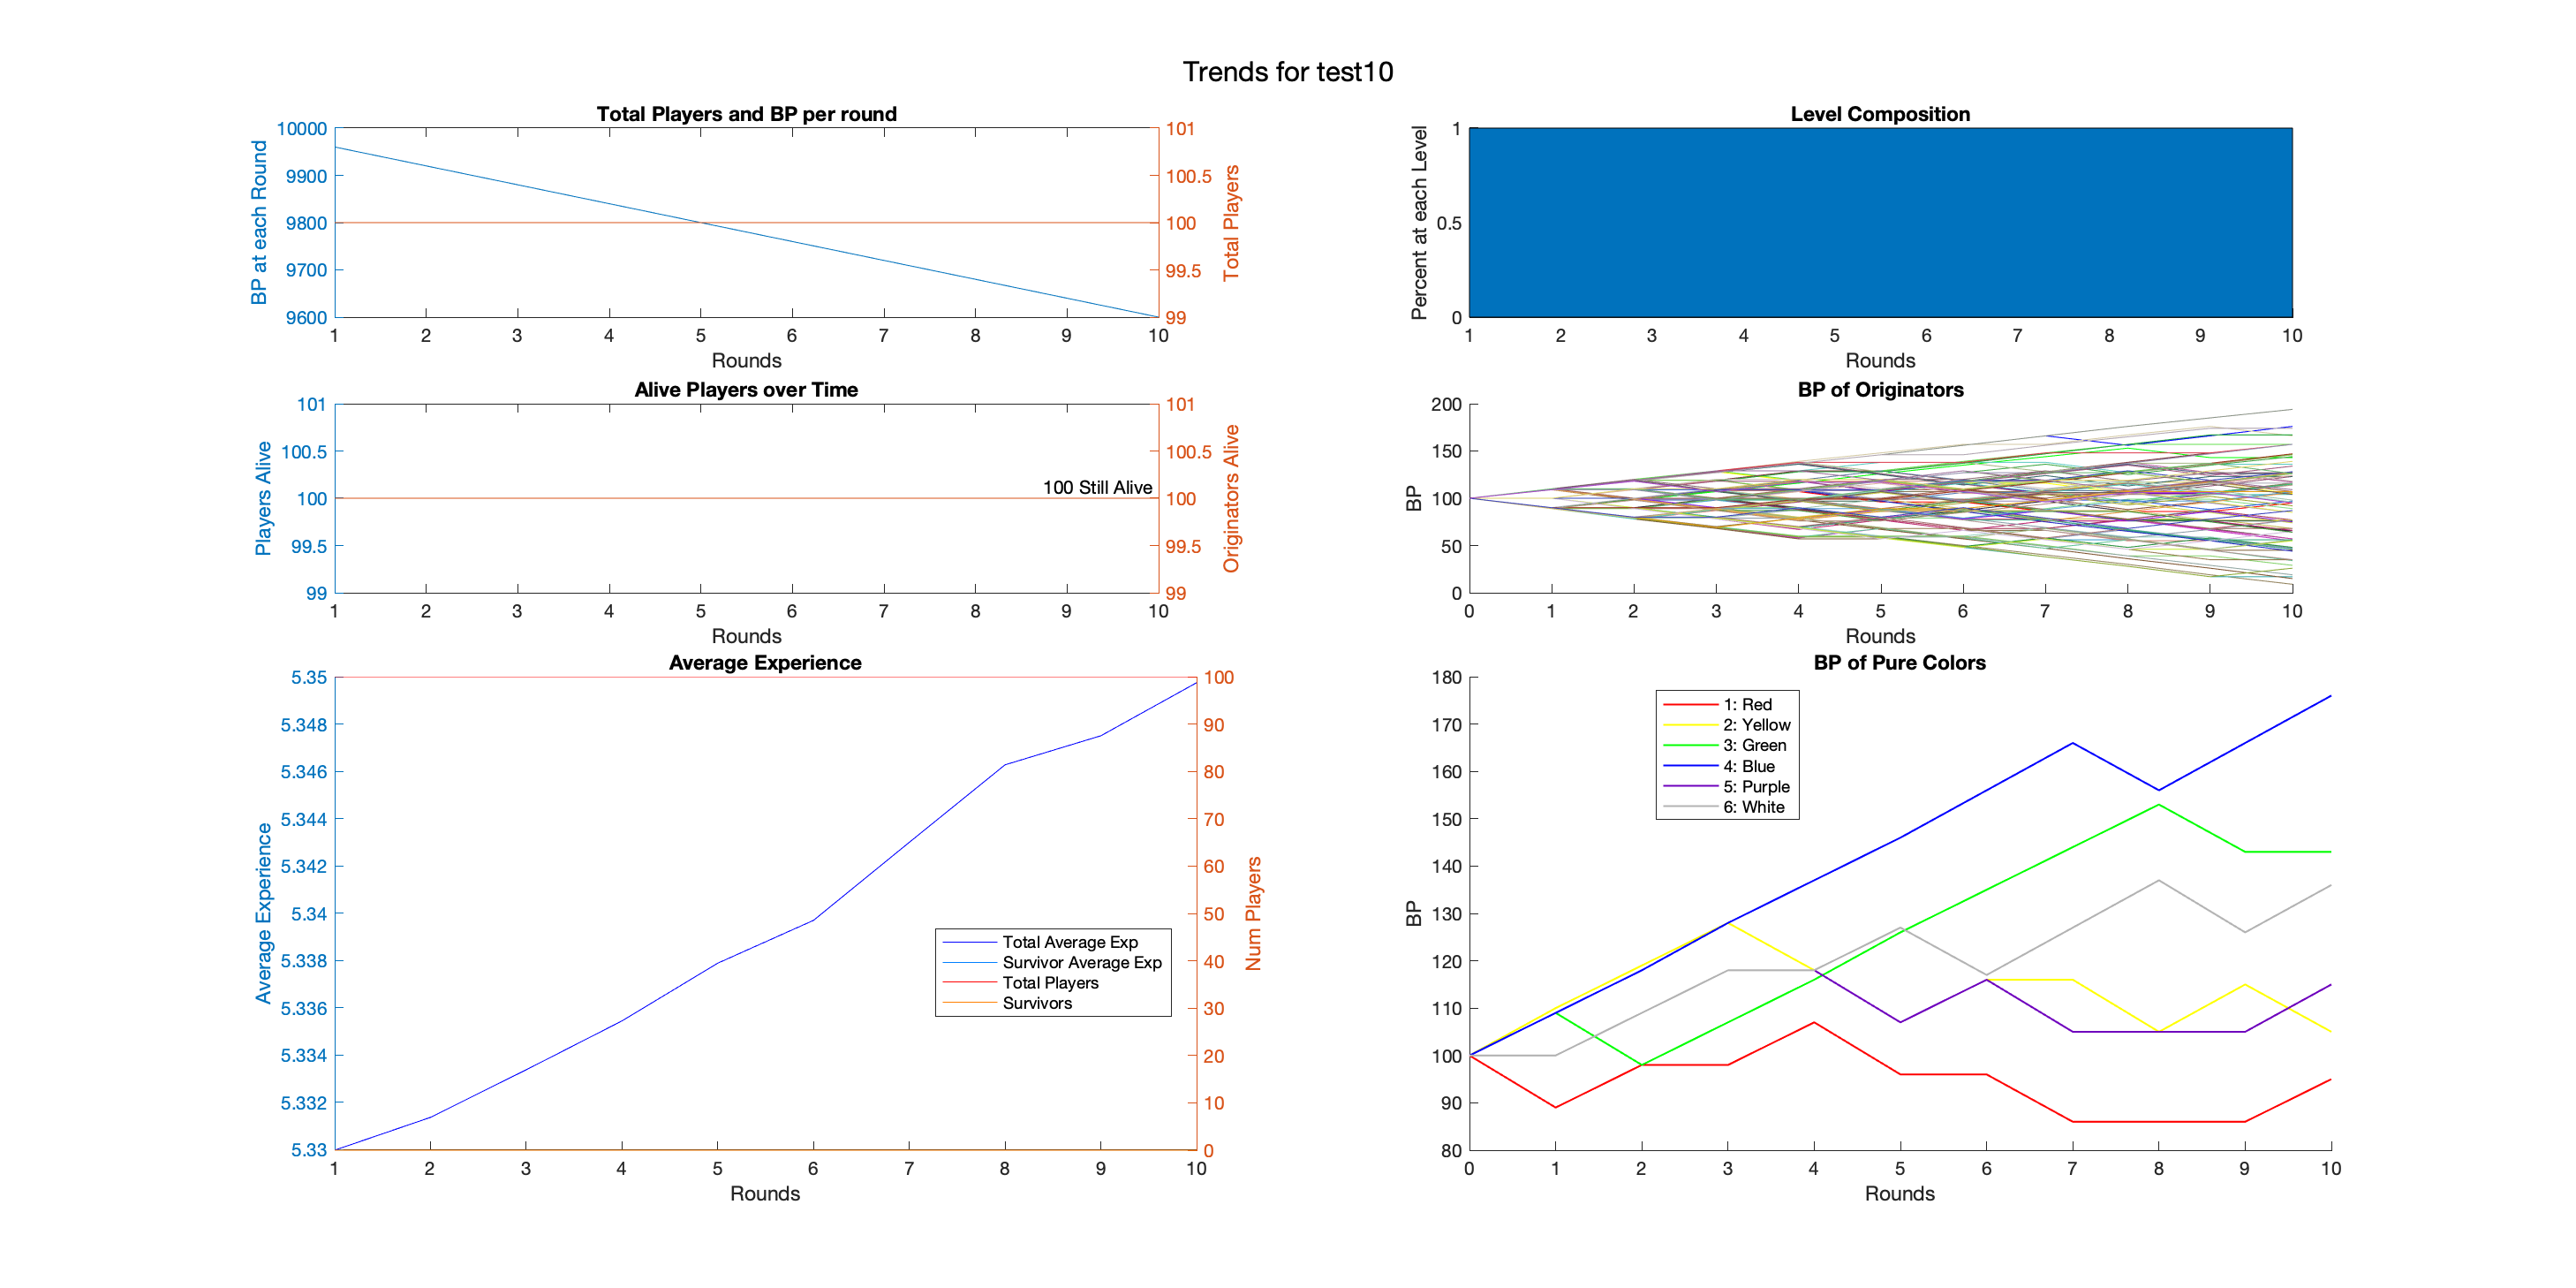 Trends for test10
Total Players and BP per round
BP at each Round
10000
9900
9800
9700
9600
101
100.5
100
99.5
99
Total Players
1 2 3 4 5 6 7 8 9 10
Rounds
Level Composition
Percent at each Level
1
0.5
0
1 2 3 4 5 6 7 8 9 10
Rounds
Alive Players over Time
Players Alive
101
100.5
100
99.5
99
100 Still Alive
101
100.5
100
99.5
99
Originators Alive
1 2 3 4 5 6 7 8 9 10
Rounds
BP of Originators
BP
200
150
100
50
0
0 1 2 3 4 5 6 7 8 9 10
Rounds
Average Experience
Average Experience
5.35
5.348
5.346
5.344
5.342
5.34
5.338
5.336
5.334
5.332
5.33
Total Average Exp
Survivor Average Exp
Total Players
Survivors
100
90
80
70
60
50
40
30
20
10
0
Num Players
1 2 3 4 5 6 7 8 9 10
Rounds
BP of Pure Colors
BP
180
170
160
150
140
130
120
110
100
90
80
1: Red
2: Yellow
3: Green
4: Blue
5: Purple
6: White
0 1 2 3 4 5 6 7 8 9 10
Rounds